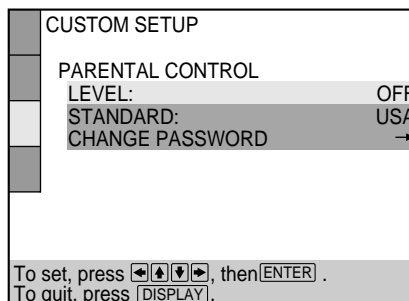 CUSTOM SETUP
PARENTAL CONTROL
LEVEL: OFF
STANDARD: USA
CHANGE PASSWORD →
To set, press ←↑↓→, then ENTER .
To quit, press DISPLAY.